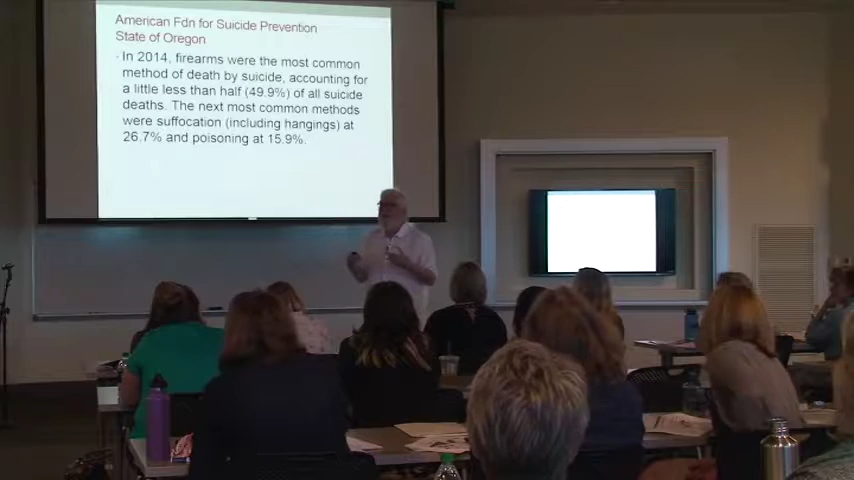 American Fdn for Suicide Prevention
State of Oregon
· In 2014, firearms were the most common
method of death by suicide, accounting for
a little less than half (49.9%) of all suicide
deaths. The next most common methods
were suffocation (including hangings) at
26.7% and poisoning at 15.9%.